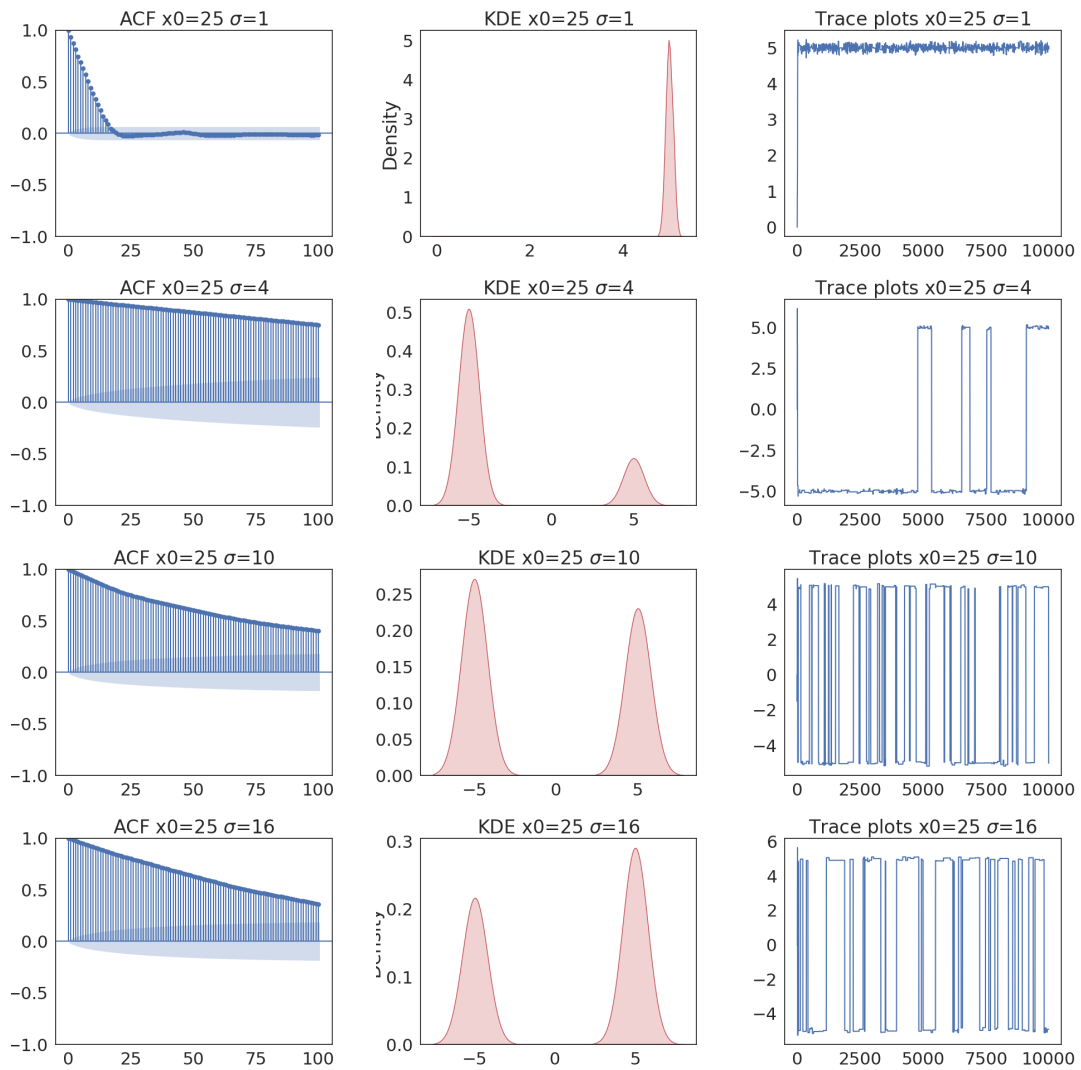 ACF x0=25 σ=1
1.0
0.5
0.0
−0.5
−1.0
0 25 50 75 100
KDE x0=25 σ=1
Density
5
4
3
2
1
0
0 2 4
Trace plots x0=25 σ=1
5
4
3
2
1
0
0 2500 5000 7500 10000
ACF x0=25 σ=4
1.0
0.5
0.0
−0.5
−1.0
0 25 50 75 100
KDE x0=25 σ=4
Density
0.5
0.4
0.3
0.2
0.1
0.0
−5 0 5
Trace plots x0=25 σ=4
5.0
2.5
0.0
−2.5
−5.0
0 2500 5000 7500 10000
ACF x0=25 σ=10
1.0
0.5
0.0
−0.5
−1.0
0 25 50 75 100
KDE x0=25 σ=10
0.25
0.20
0.15
0.10
0.05
0.00
−5 0 5
Trace plots x0=25 σ=10
4
2
0
−2
−4
0 2500 5000 7500 10000
ACF x0=25 σ=16
1.0
0.5
0.0
−0.5
−1.0
0 25 50 75 100
KDE x0=25 σ=16
Density
0.3
0.2
0.1
0.0
−5 0 5
Trace plots x0=25 σ=16
6
4
2
0
−2
−4
0 2500 5000 7500 10000